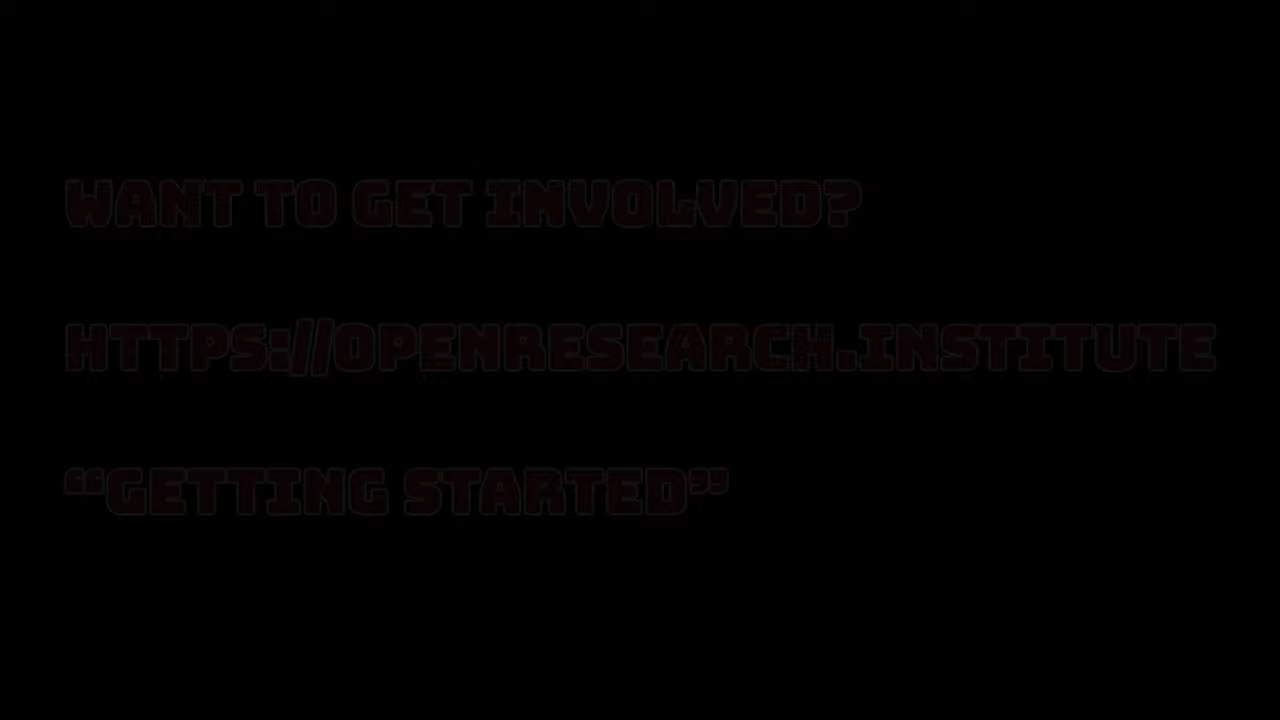 WANT TO GET INVOLVED?
HTTPS://OPENRESEARCH.INSTITUTE
“GETTING STARTED”